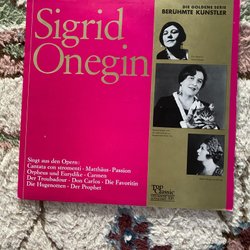 Sigrid
Onegin
DIE GOLDENE SERIE
BERÜHMTE KÜNSTLER
Singt aus den Opern:
Cantata con stromenti · Matthäus-Passion
Orpheus und Eurydike · Carmen
Der Troubadour · Don Carlos · Die Favoritin
Die Hugenotten · Der Prophet
TOP
Classic